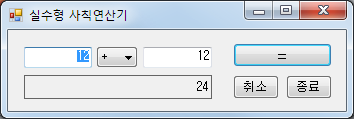 실수형 사칙연산기
12 + 12 =
24 취소 종료